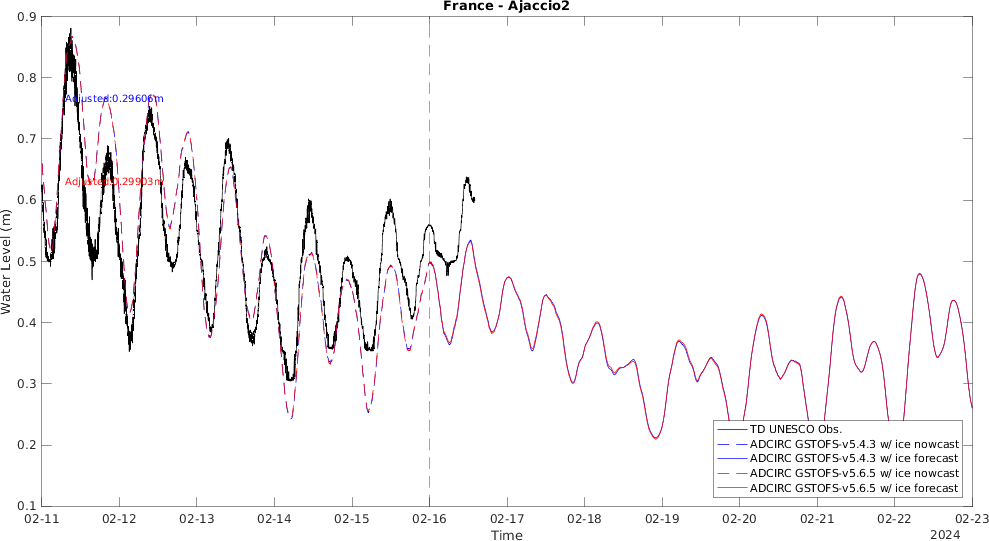 France - Ajaccio2
0.9
0.8
0.7
0.6
0.5
0.4
0.3
0.2
0.1
Water Level (m)
Adjusted:0.29606m
Adjusted:0.29903m
TD UNESCO Obs.
ADCIRC GSTOFS-v5.4.3 w/ ice nowcast
ADCIRC GSTOFS-v5.4.3 w/ ice forecast
ADCIRC GSTOFS-v5.6.5 w/ ice nowcast
ADCIRC GSTOFS-v5.6.5 w/ ice forecast
02-11 02-12 02-13 02-14 02-15 02-16 02-17 02-18 02-19 02-20 02-21 02-22 02-23
Time
2024